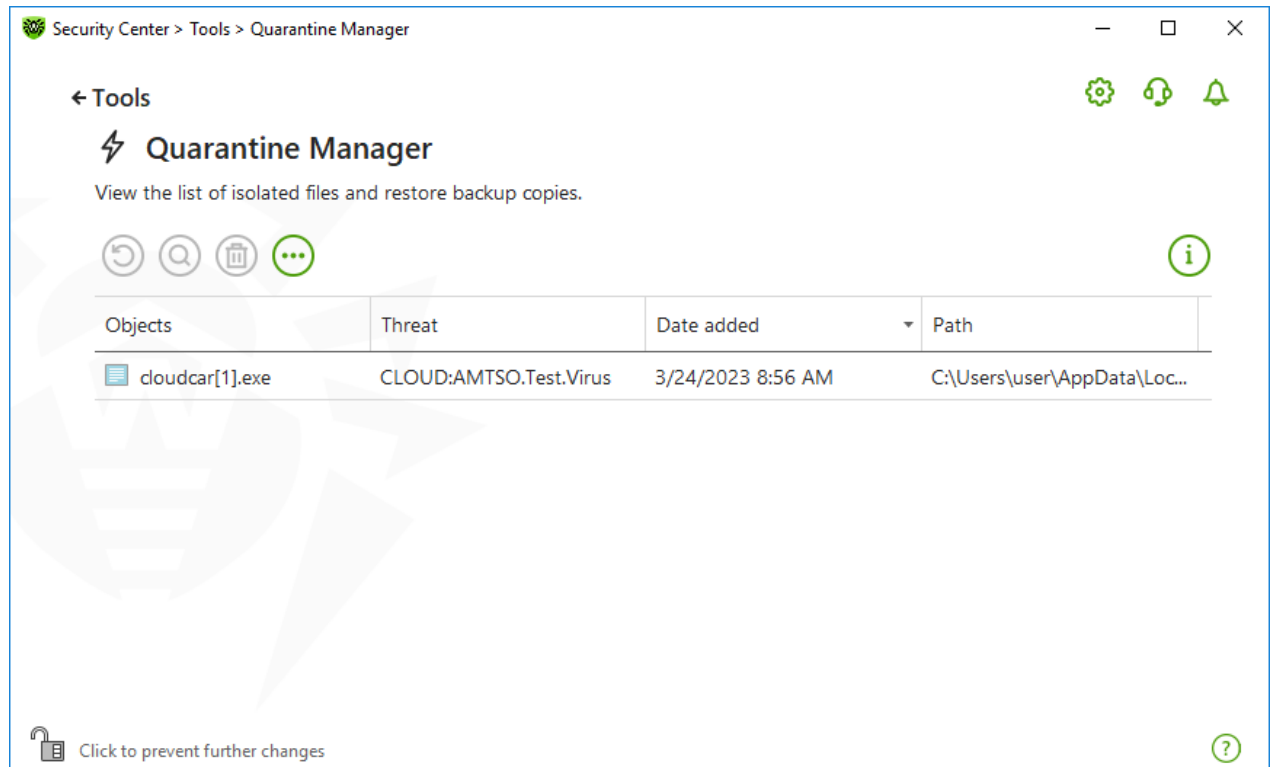 Security Center > Tools > Quarantine Manager
Tools
Quarantine Manager
View the list of isolated files and restore backup copies.
Objects Threat Date added Path
cloudcar[1].exe CLOUD:AMTSO.Test.Virus 3/24/2023 8:56 AM C:\Users\user\AppData\Loc...
Click to prevent further changes